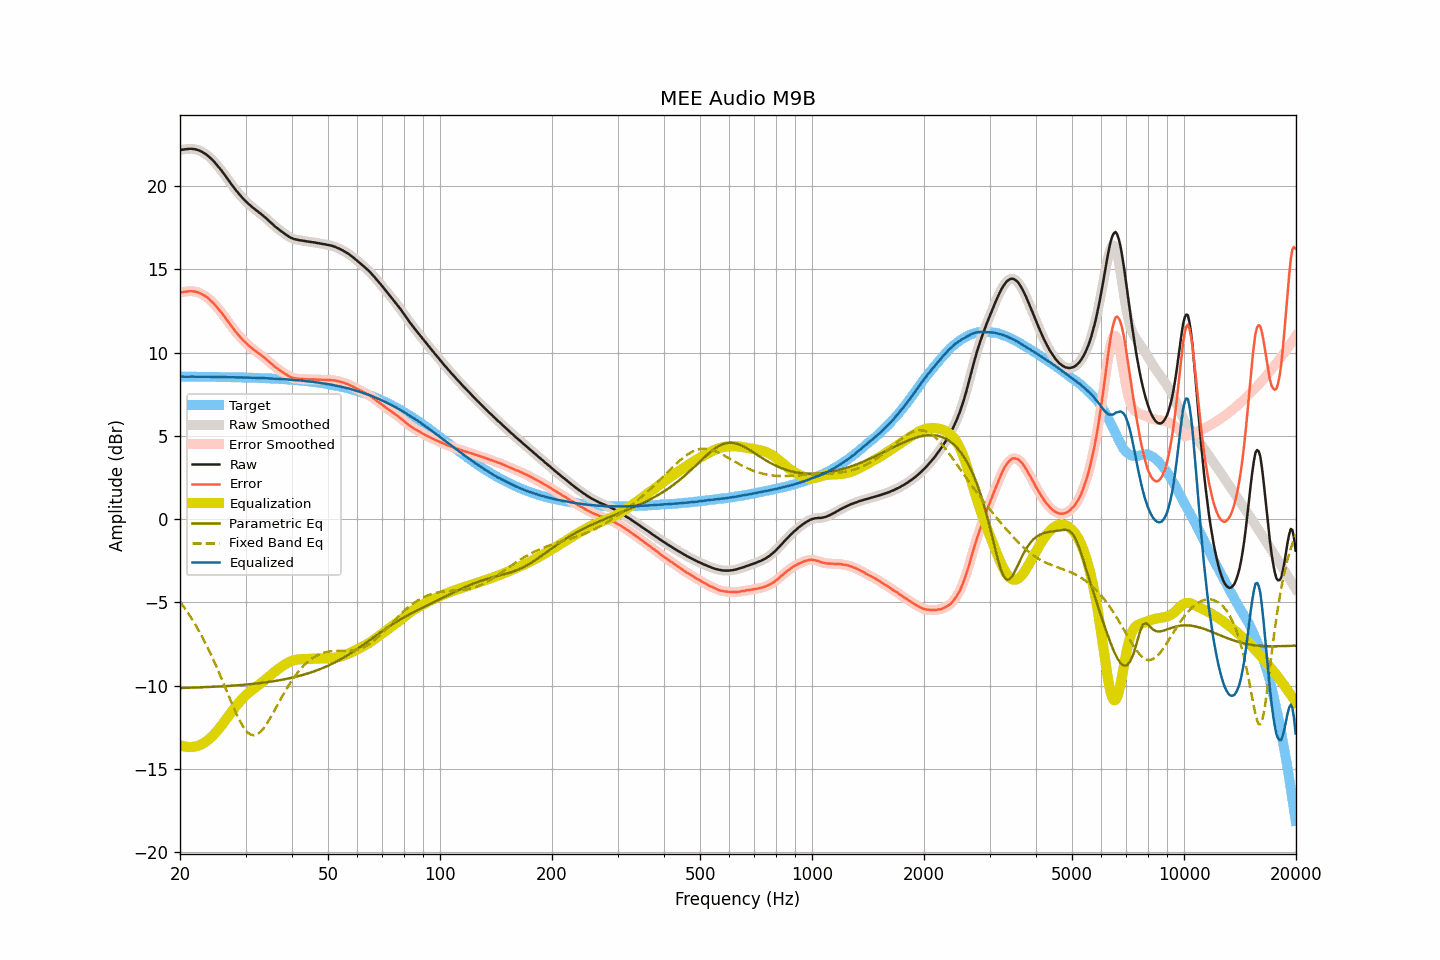 MEE Audio M9B
Amplitude (dBr)
20
15
10
5
0
−5
−10
−15
−20
Target
Raw Smoothed
Error Smoothed
Raw
Error
Equalization
Parametric Eq
Fixed Band Eq
Equalized
20 50 100 200 500 1000 2000 5000 10000 20000
Frequency (Hz)